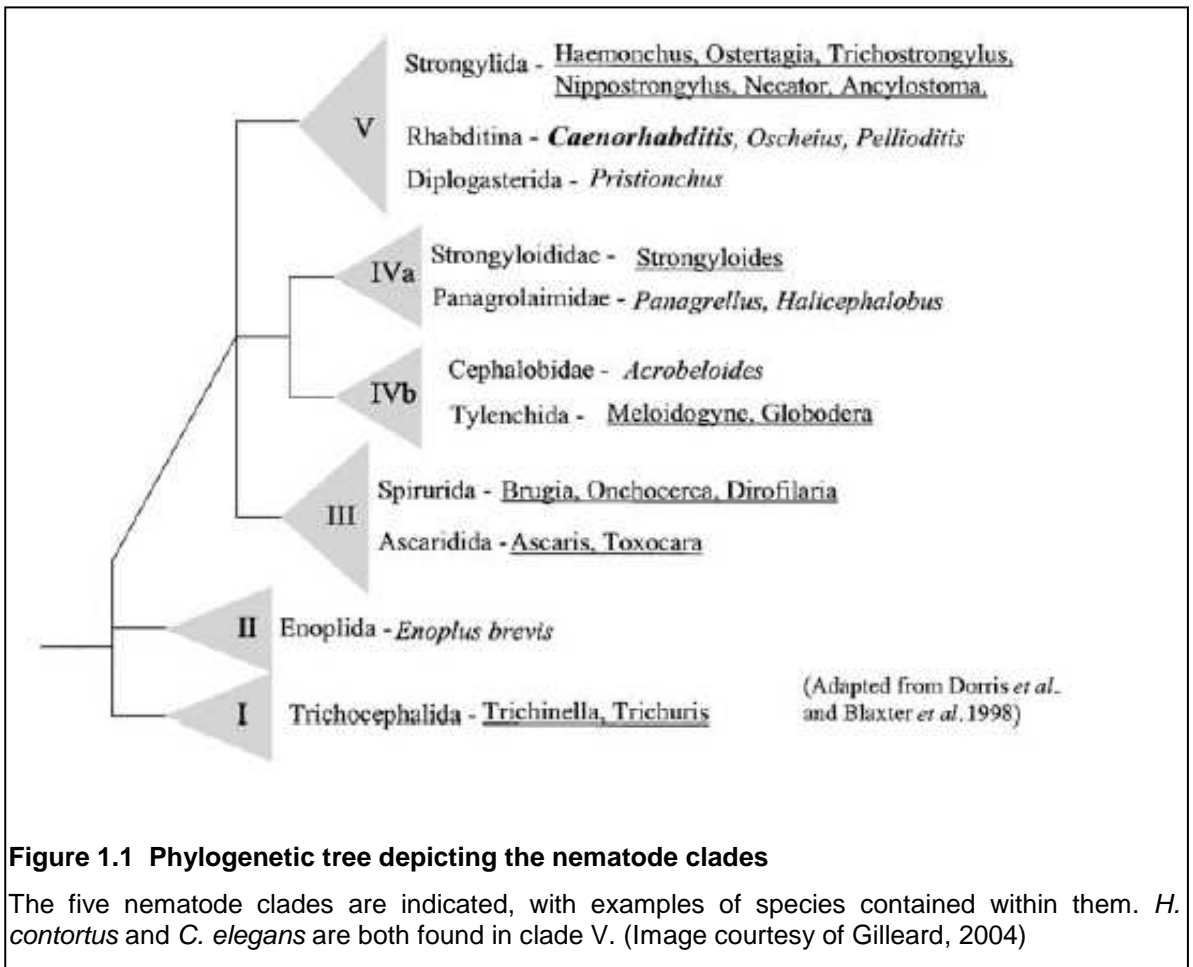 Strongylida - Haemonchus, Ostertagia, Trichostrongylus,
Nippostrongylus, Necator, Ancylostoma,
V
Rhabditina - Caenorhabditis, Oscheius, Pellioditis
Diplogasterida - Pristionchus
IVa
Strongyloididae - Strongyloides
Panagrolaimidae - Panagrellus, Halicephalobus
IVb
Cephalobidae - Acrobeloides
Tylenchida - Meloidogyne, Globodera
III
Spirurida - Brugia, Onchocerca, Dirofilaria
Ascaridida - Ascaris, Toxocara
II Enoplida - Enoplus brevis
I Trichocephalida - Trichinella, Trichuris
(Adapted from Dorris et al.
and Blaxter et al. 1998)
Figure 1.1 Phylogenetic tree depicting the nematode clades
The five nematode clades are indicated, with examples of species contained within them. H.
contortus and C. elegans are both found in clade V. (Image courtesy of Gilleard, 2004)